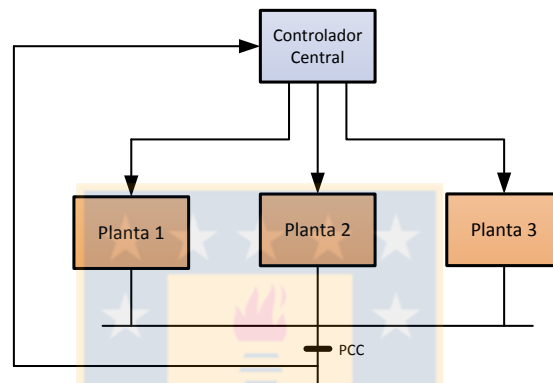 Controlador
Central
Planta 1
Planta 2
Planta 3
PCC